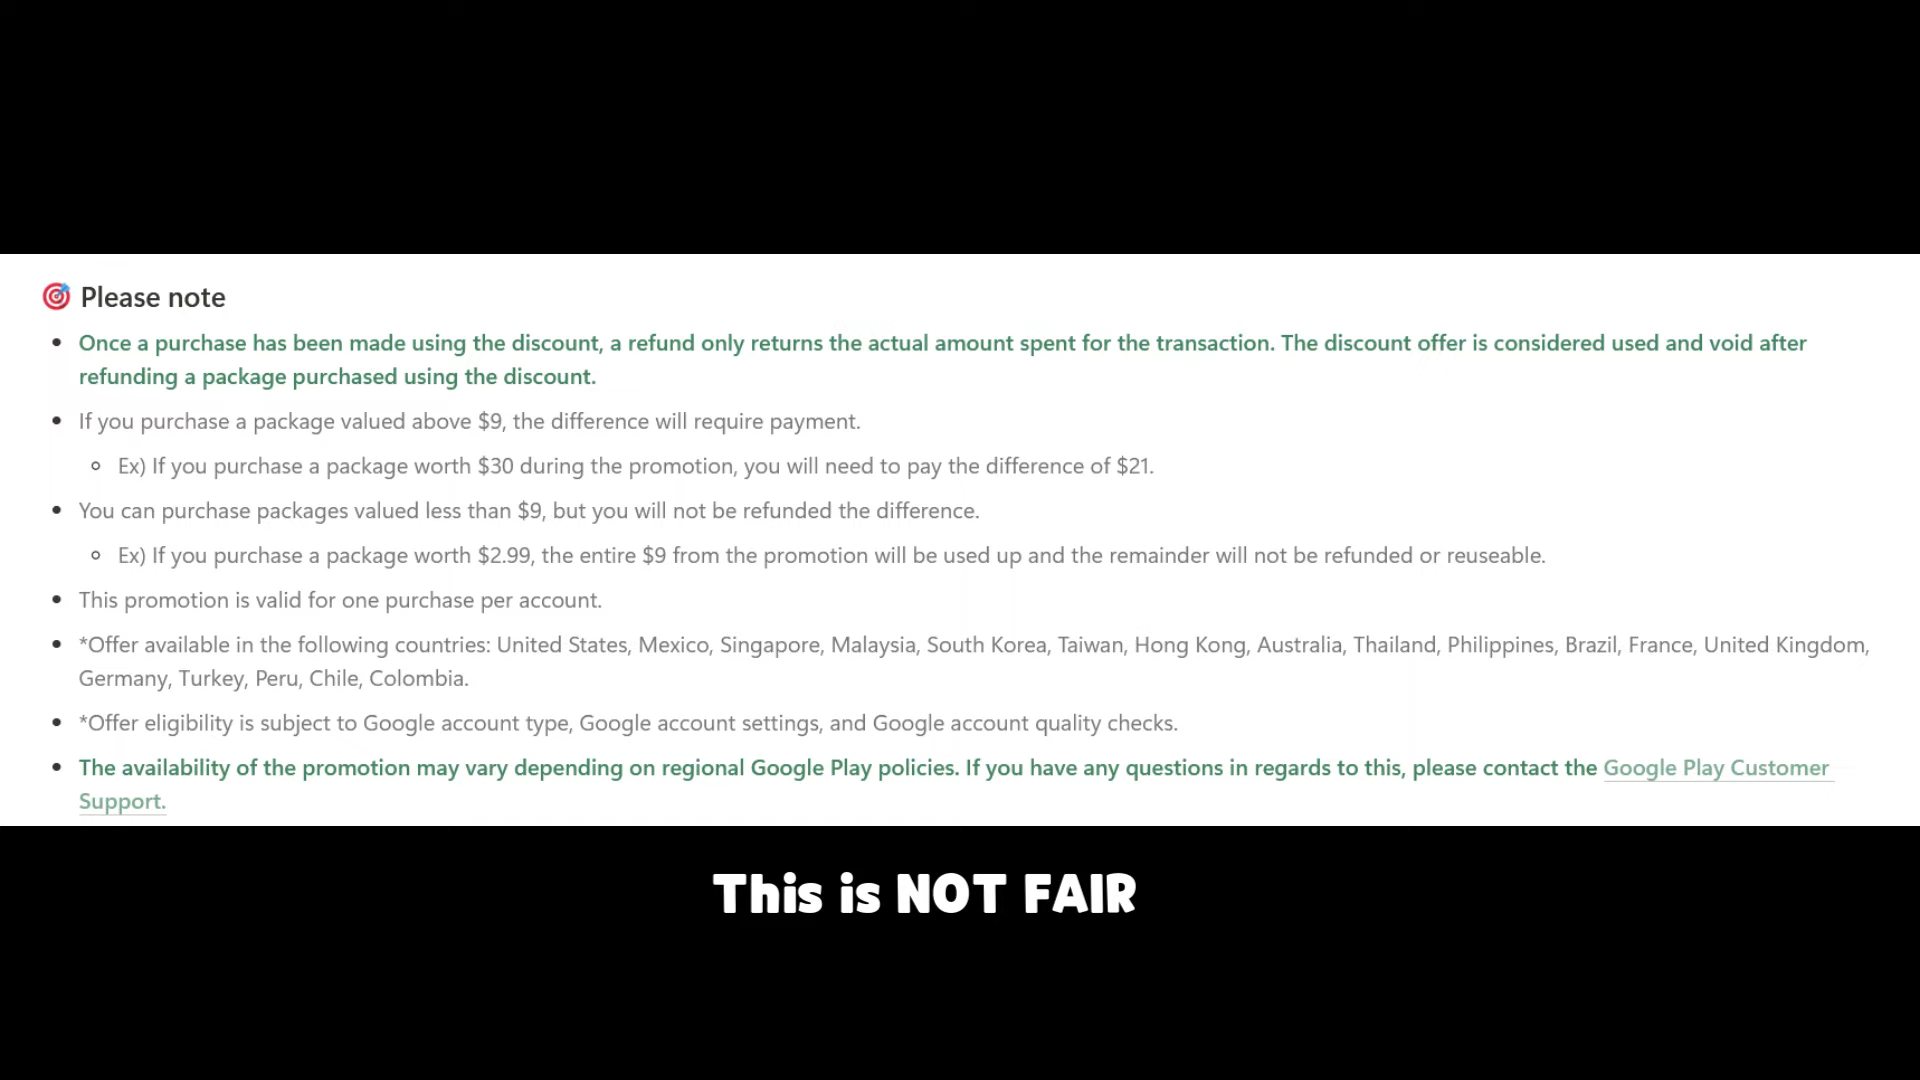 Please note
Once a purchase has been made using the discount, a refund only returns the actual amount spent for the transaction. The discount offer is considered used and void after
refunding a package purchased using the discount.
If you purchase a package valued above $9, the difference will require payment.
Ex) If you purchase a package worth $30 during the promotion, you will need to pay the difference of $21.
You can purchase packages valued less than $9, but you will not be refunded the difference.
Ex) If you purchase a package worth $2.99, the entire $9 from the promotion will be used up and the remainder will not be refunded or reuseable.
This promotion is valid for one purchase per account.
*Offer available in the following countries: United States, Mexico, Singapore, Malaysia, South Korea, Taiwan, Hong Kong, Australia, Thailand, Philippines, Brazil, France, United Kingdom,
Germany, Turkey, Peru, Chile, Colombia.
*Offer eligibility is subject to Google account type, Google account settings, and Google account quality checks.
The availability of the promotion may vary depending on regional Google Play policies. If you have any questions in regards to this, please contact the Google Play Customer
Support.
This is NOT FAIR